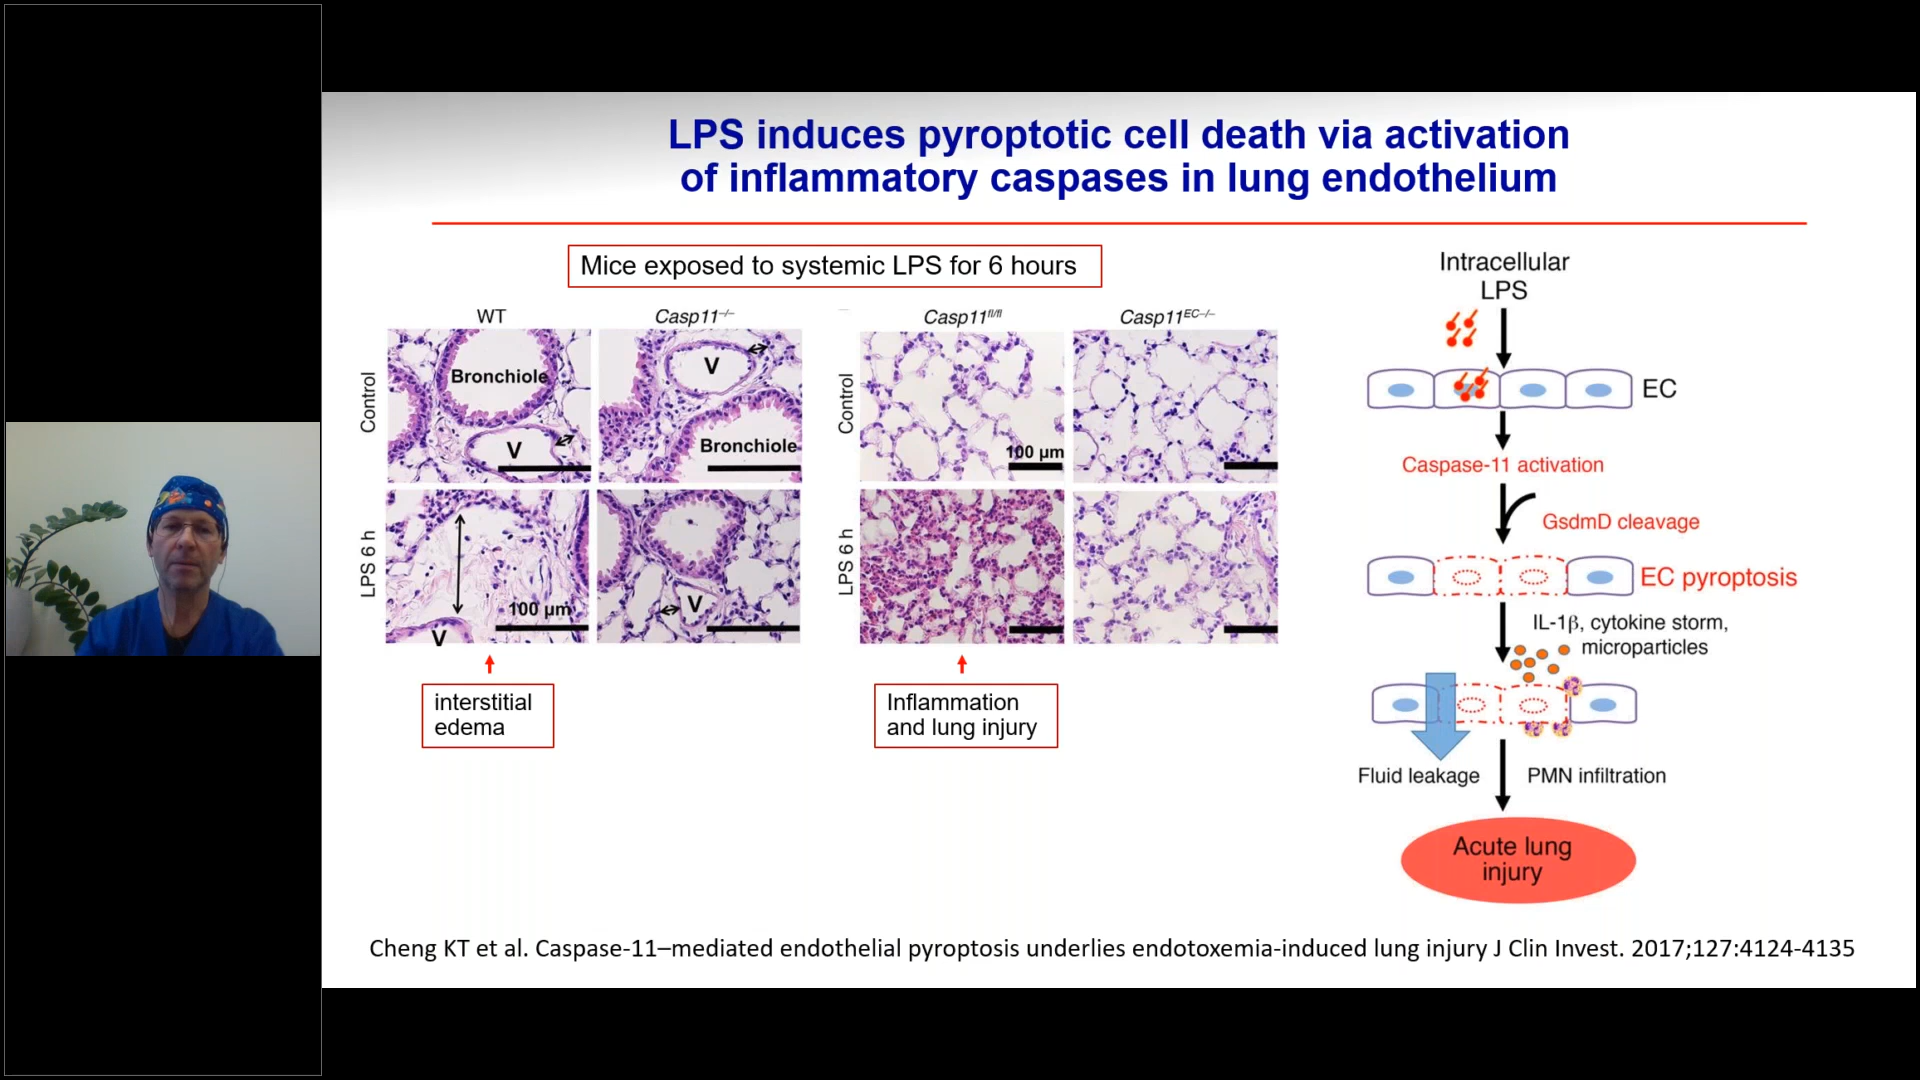 LPS induces pyroptotic cell death via activation
of inflammatory caspases in lung endothelium
Mice exposed to systemic LPS for 6 hours
WT
Casp11–/–
Casp11fl/fl
Casp11EC–/–
Control
Bronchiole
V
V
Bronchiole
Control
100 µm
LPS 6 h
100 µm
V
V
LPS 6 h
interstitial
edema
Inflammation
and lung injury
Intracellular
LPS
EC
Caspase-11 activation
GsdmD cleavage
EC pyroptosis
IL-1β, cytokine storm,
microparticles
Fluid leakage
PMN infiltration
Acute lung
injury
Cheng KT et al. Caspase-11–mediated endothelial pyroptosis underlies endotoxemia-induced lung injury J Clin Invest. 2017;127:4124-4135